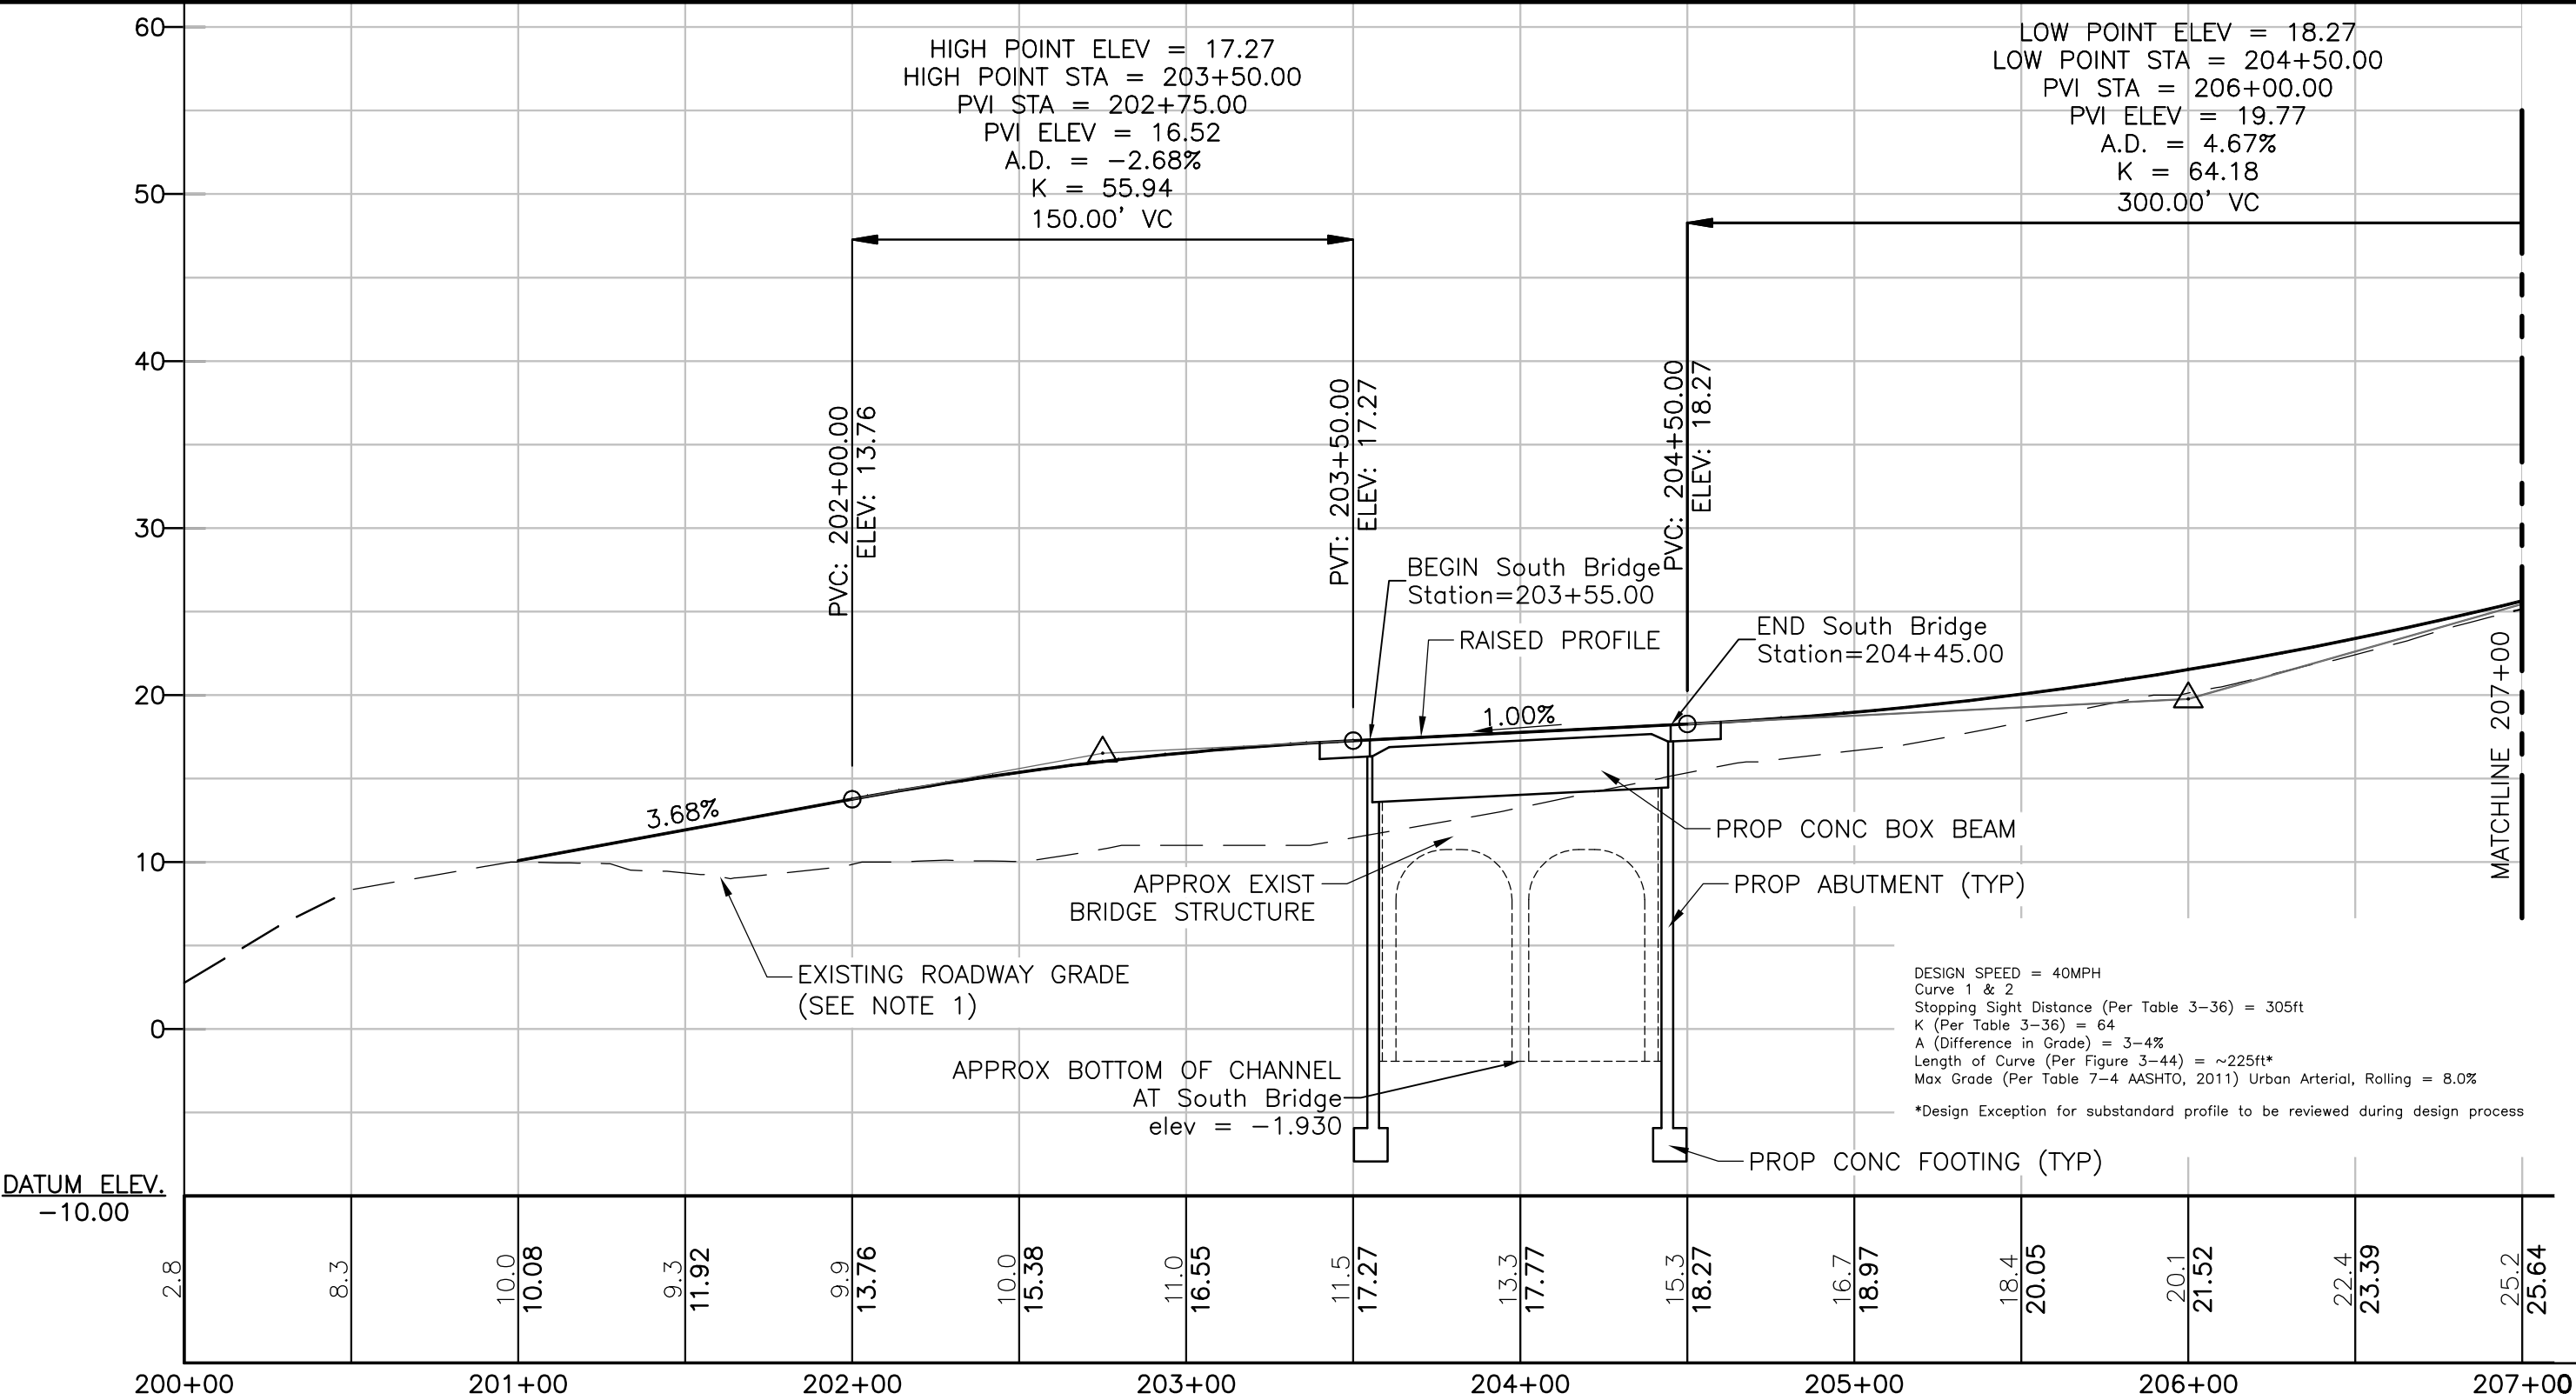 60
50
40
30
20
10
0
HIGH POINT ELEV = 17.27
HIGH POINT STA = 203+50.00
PVI STA = 202+75.00
PVI ELEV = 16.52
A.D. = -2.68%
K = 55.94
150.00' VC
LOW POINT ELEV = 18.27
LOW POINT STA = 204+50.00
PVI STA = 206+00.00
PVI ELEV = 19.77
A.D. = 4.67%
K = 64.18
300.00' VC
PVC: 202+00.00
ELEV: 13.76
PVT: 203+50.00
ELEV: 17.27
PVC: 204+50.00
ELEV: 18.27
BEGIN South Bridge
Station=203+55.00
RAISED PROFILE
END South Bridge
Station=204+45.00
1.00%
3.68%
MATCHLINE 207+00
PROP CONC BOX BEAM
APPROX EXIST
BRIDGE STRUCTURE
PROP ABUTMENT (TYP)
EXISTING ROADWAY GRADE
(SEE NOTE 1)
DESIGN SPEED = 40MPH
Curve 1 & 2
Stopping Sight Distance (Per Table 3-36) = 305ft
K (Per Table 3-36) = 64
A (Difference in Grade) = 3-4%
Length of Curve (Per Figure 3-44) = ~225ft*
Max Grade (Per Table 7-4 AASHTO, 2011) Urban Arterial, Rolling = 8.0%
*Design Exception for substandard profile to be reviewed during design process
APPROX BOTTOM OF CHANNEL
AT South Bridge
elev = -1.930
PROP CONC FOOTING (TYP)
DATUM ELEV.
-10.00
2.8
8.3
10.0
10.08
9.3
11.92
9.9
13.76
10.0
15.38
11.0
16.55
11.5
17.27
13.3
17.77
15.3
18.27
16.7
18.97
18.4
20.05
20.1
21.52
22.4
23.39
25.2
25.64
200+00
201+00
202+00
203+00
204+00
205+00
206+00
207+00